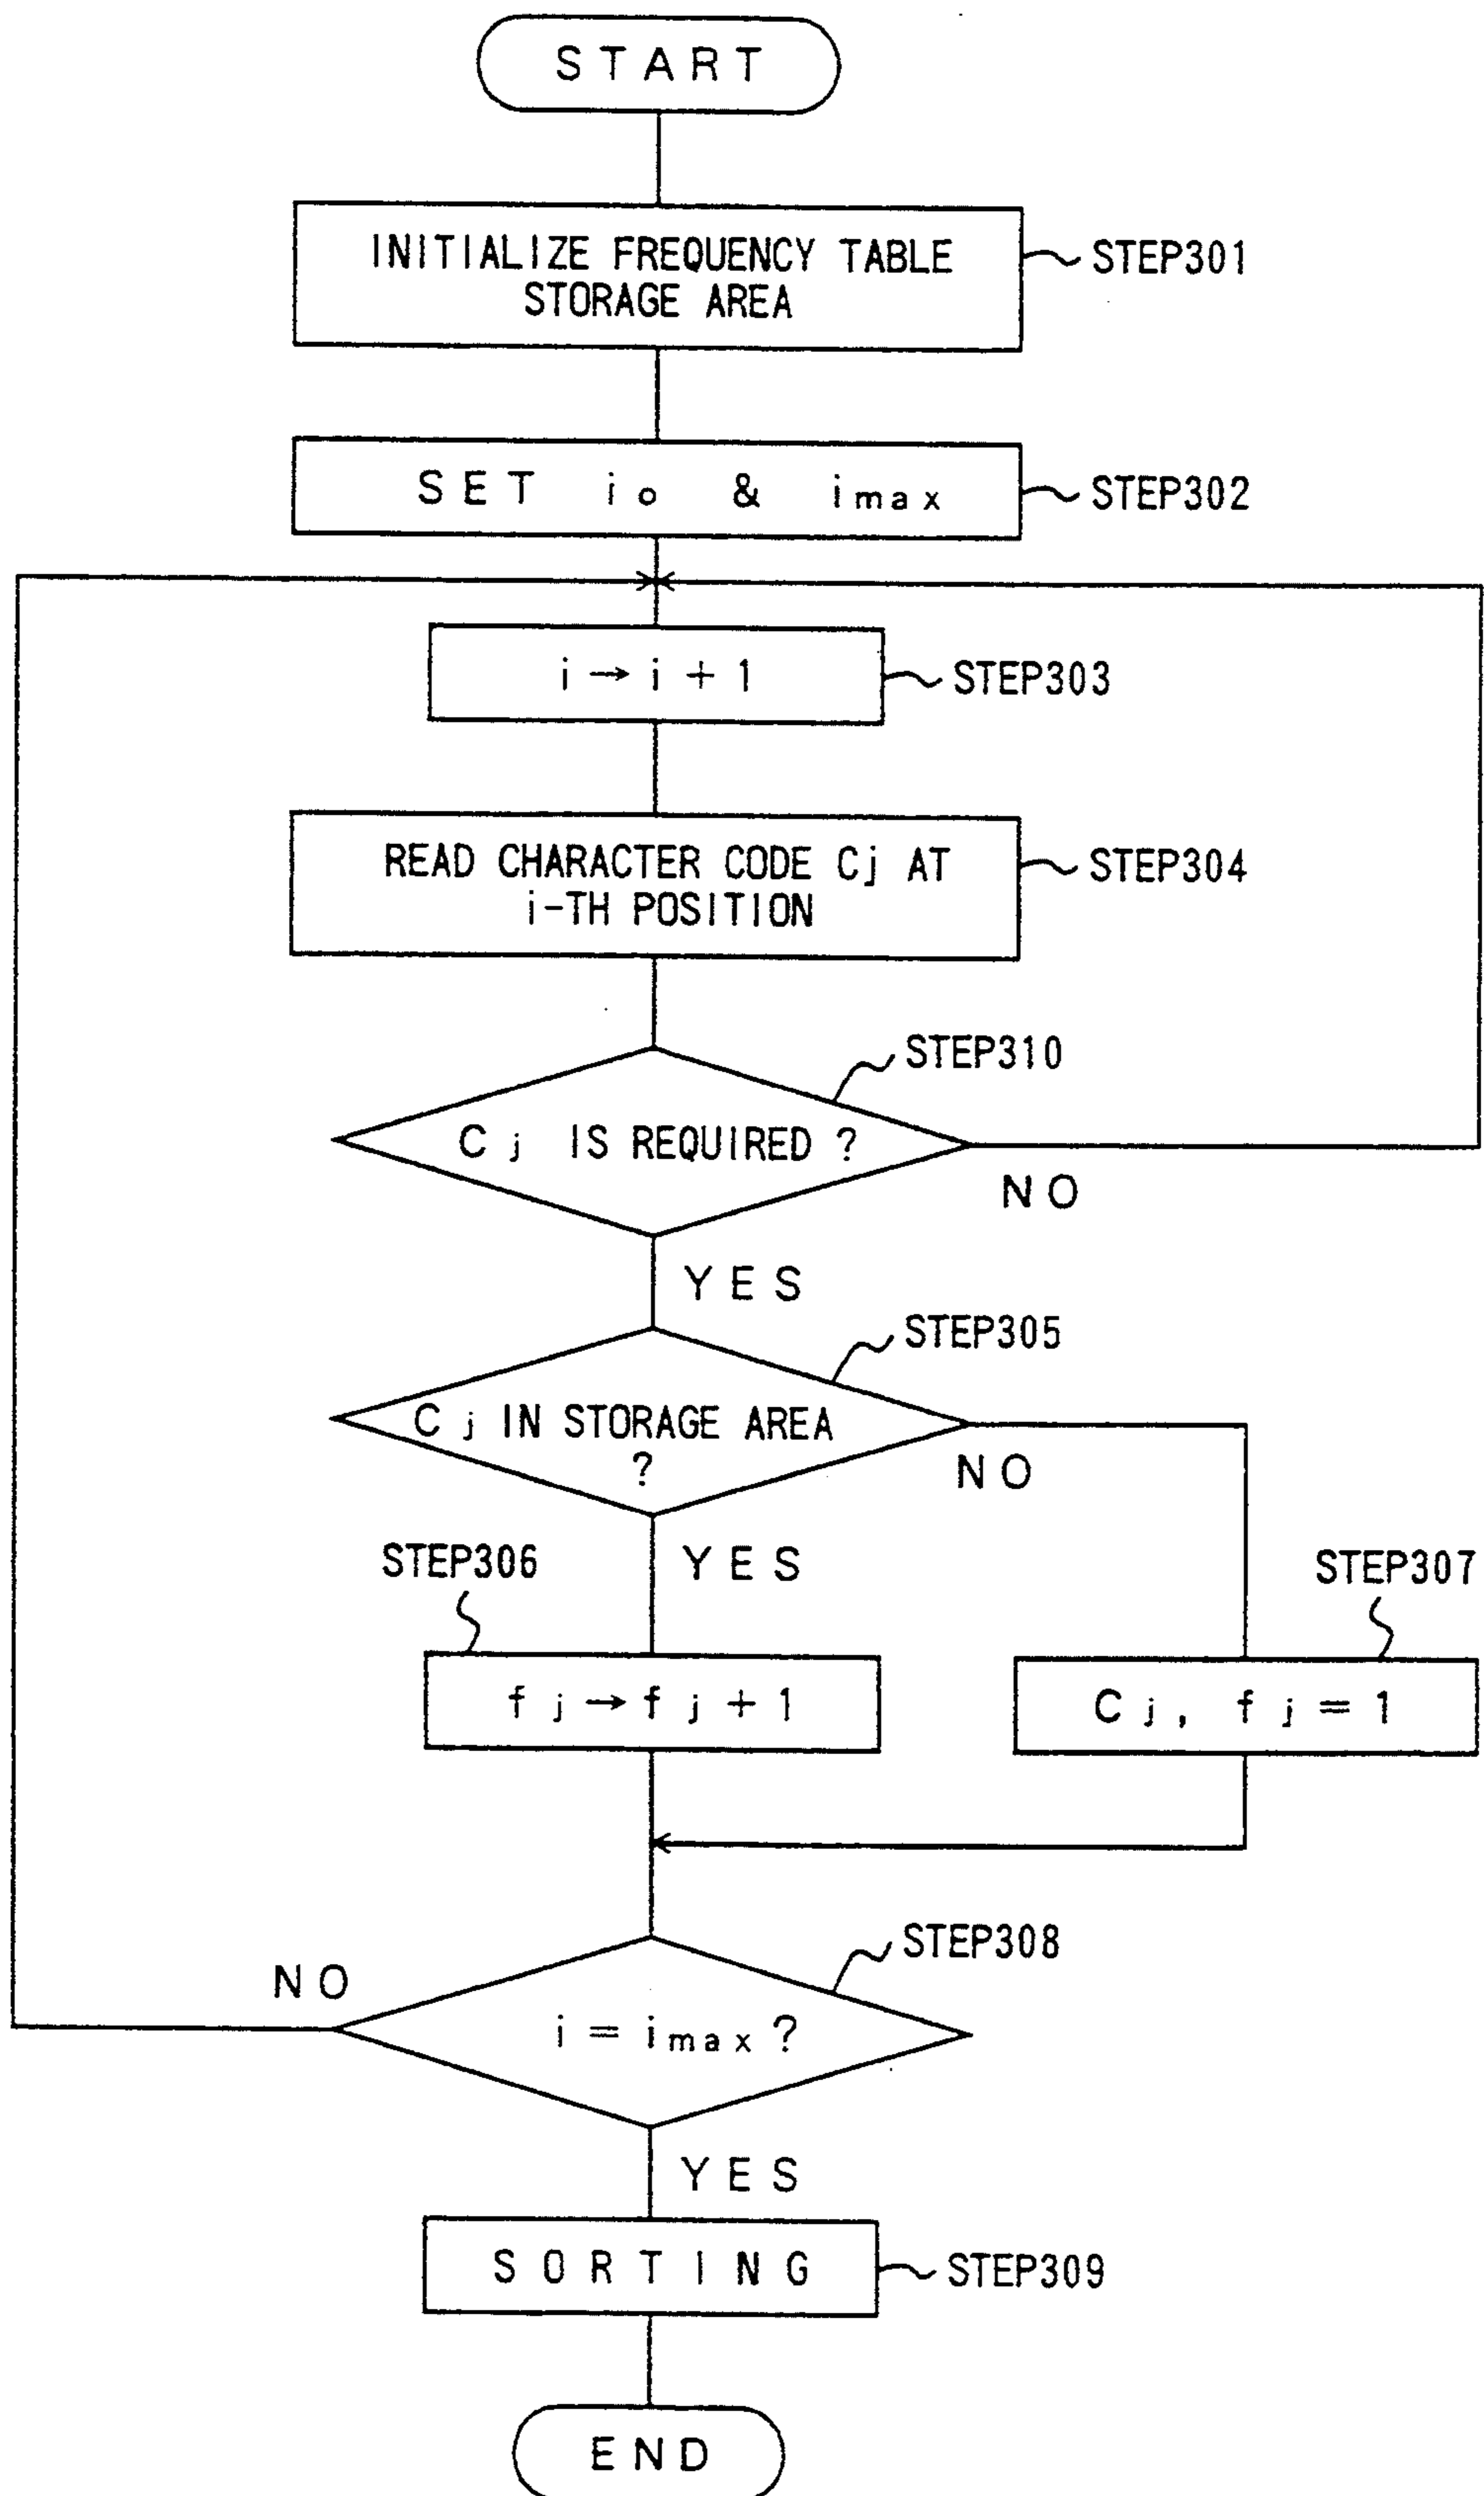 START
INITIALIZE FREQUENCY TABLE
STORAGE AREA
STEP301
SET io & imax
STEP302
i → i + 1
STEP303
READ CHARACTER CODE Cj AT
i-TH POSITION
STEP304
STEP310
Cj IS REQUIRED ?
NO
YES
STEP305
Cj IN STORAGE AREA
?
NO
YES
STEP306
STEP307
fj → fj + 1
Cj, fj = 1
STEP308
NO
i = imax ?
YES
SORTING
STEP309
END